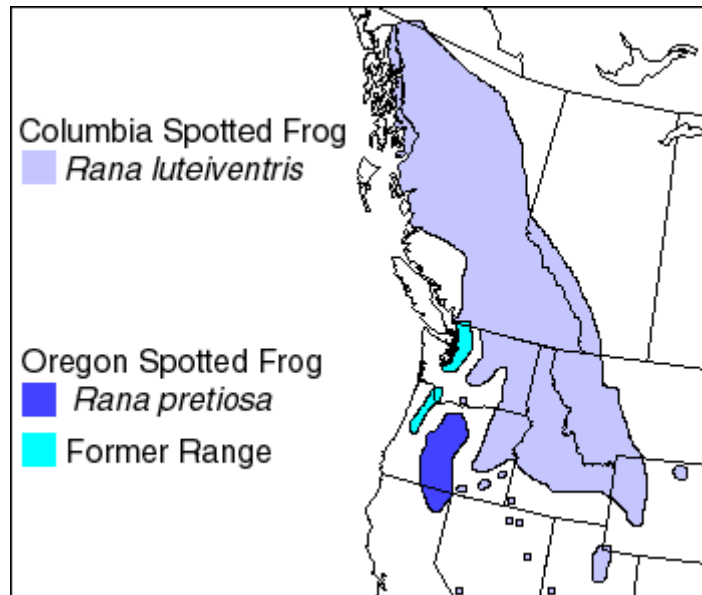 Columbia Spotted Frog
Rana luteiventris
Oregon Spotted Frog
Rana pretiosa
Former Range